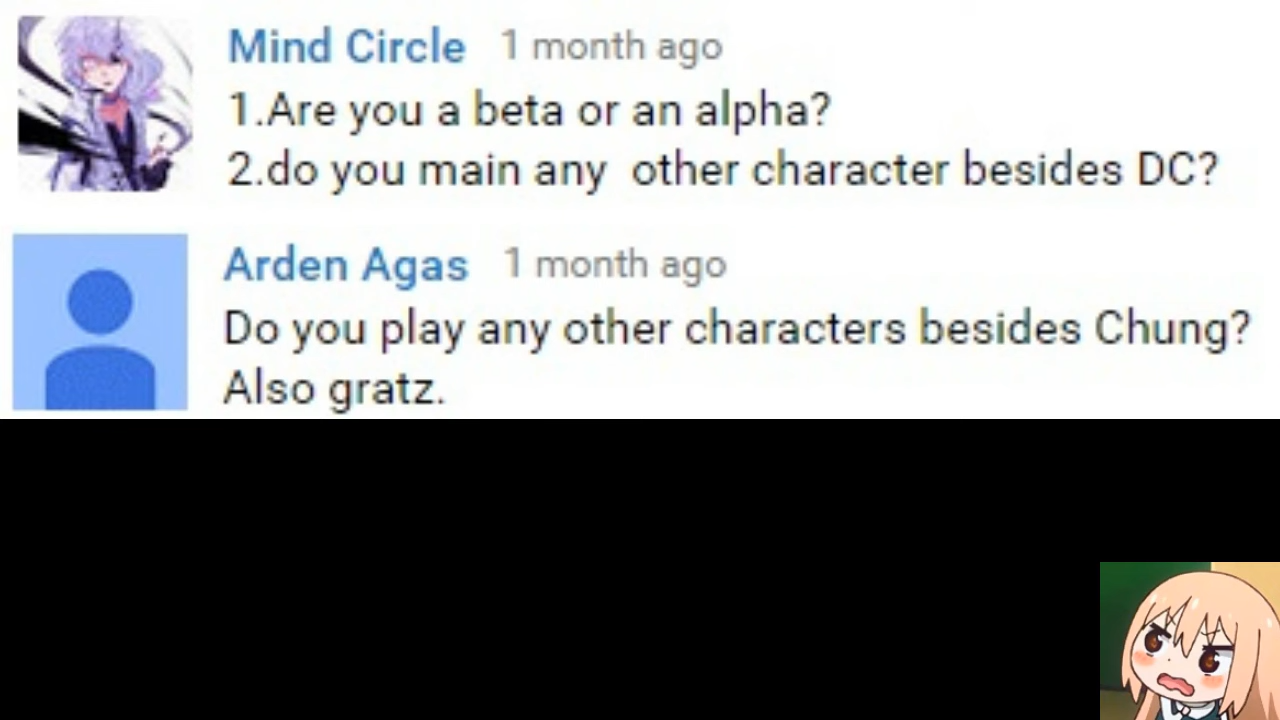 Mind Circle 1 month ago
1.Are you a beta or an alpha?
2.do you main any  other character besides DC?
Arden Agas 1 month ago
Do you play any other characters besides Chung?
Also gratz.